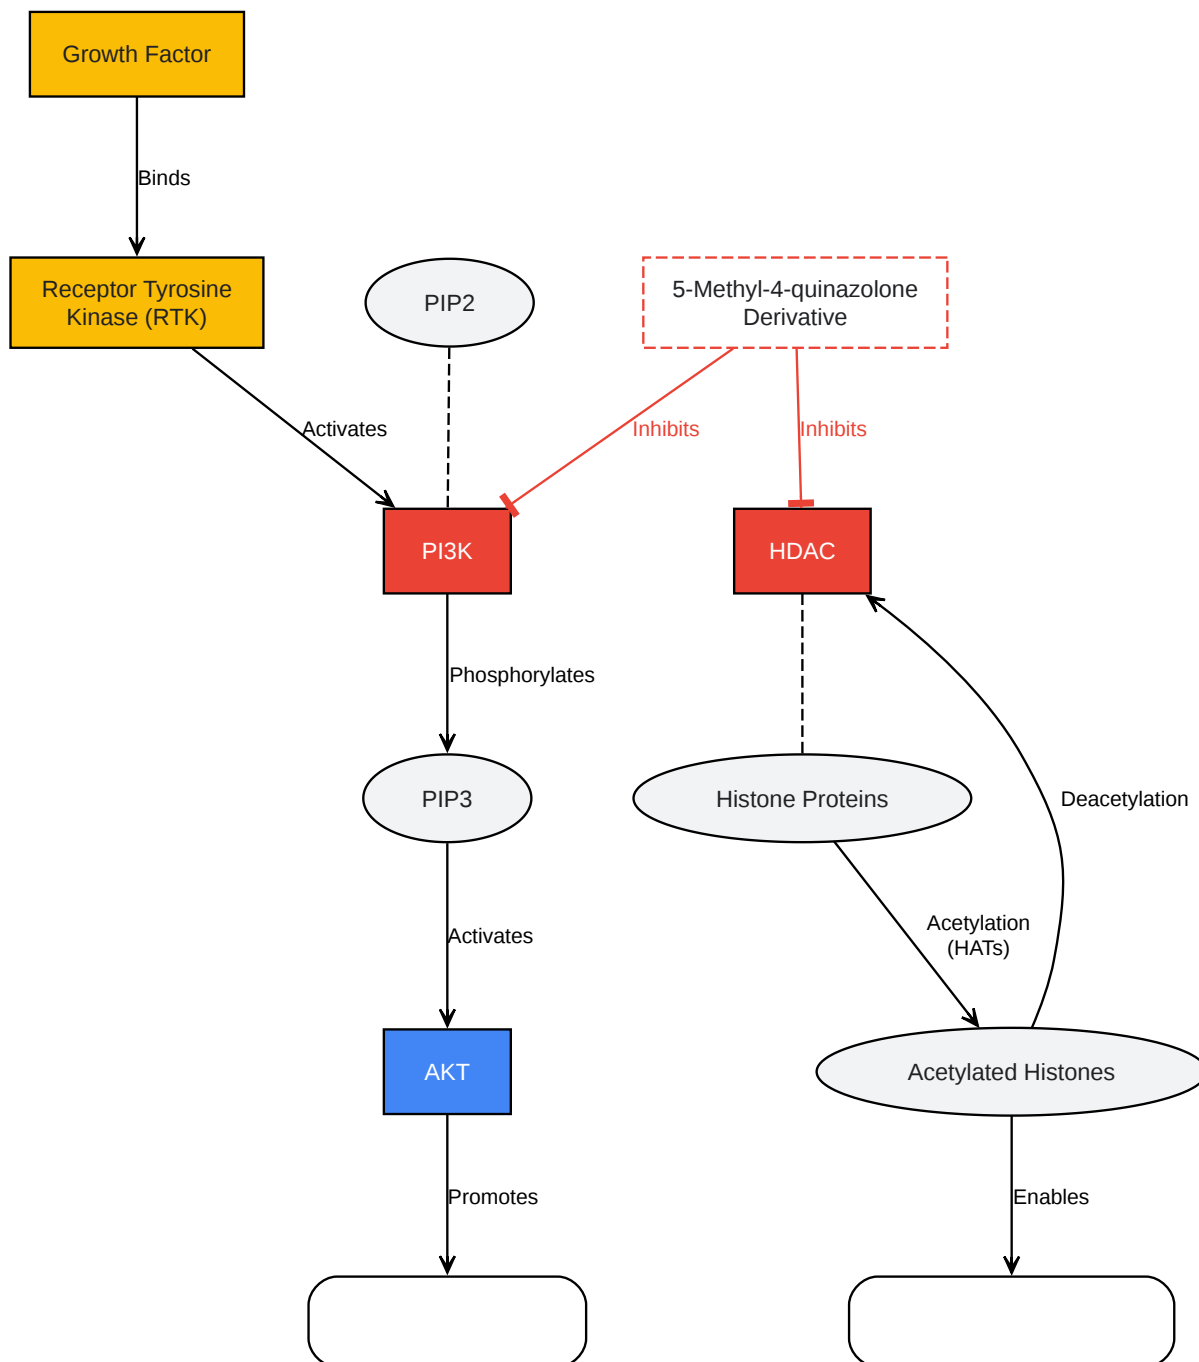 Growth Factor
Binds
Receptor Tyrosine
Kinase (RTK)
PIP2
5-Methyl-4-quinazolone
Derivative
Activates
Inhibits
Inhibits
PI3K
HDAC
Phosphorylates
PIP3
Histone Proteins
Deacetylation
Activates
Acetylation
(HATs)
AKT
Acetylated Histones
Promotes
Enables